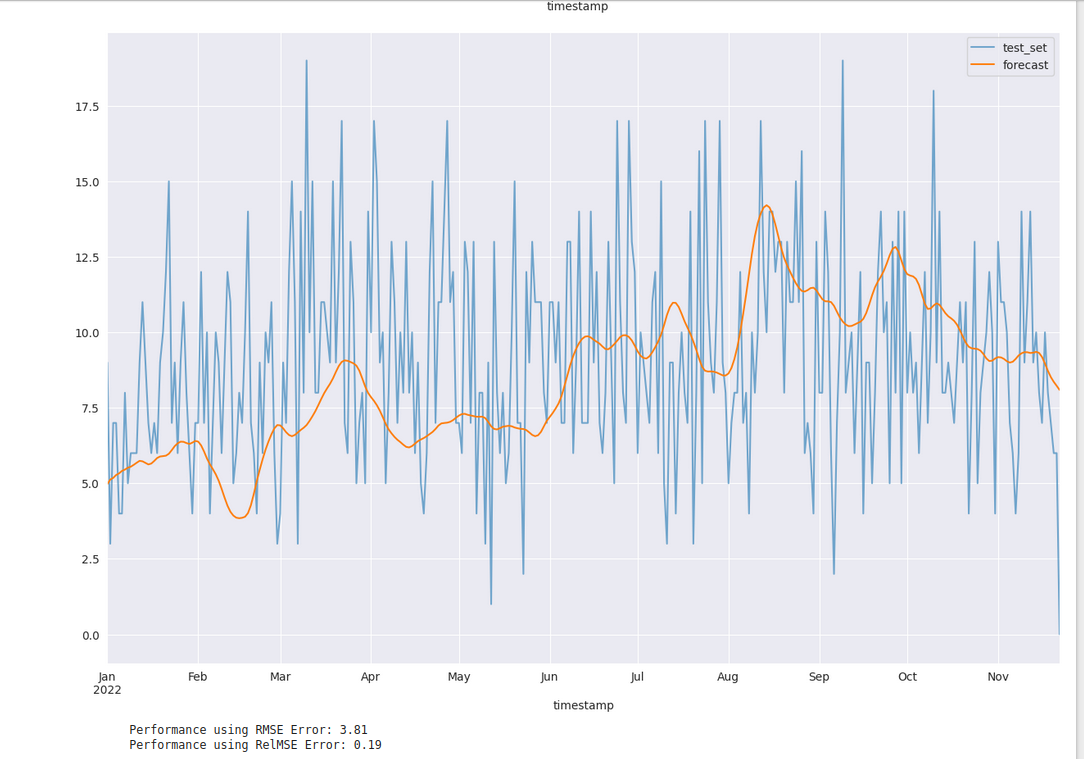 timestamp
test_set
forecast
17.5
15.0
12.5
10.0
7.5
5.0
2.5
0.0
Jan Feb Mar Apr May Jun Jul Aug Sep Oct Nov
2022
timestamp
Performance using RMSE Error: 3.81
Performance using RelMSE Error: 0.19